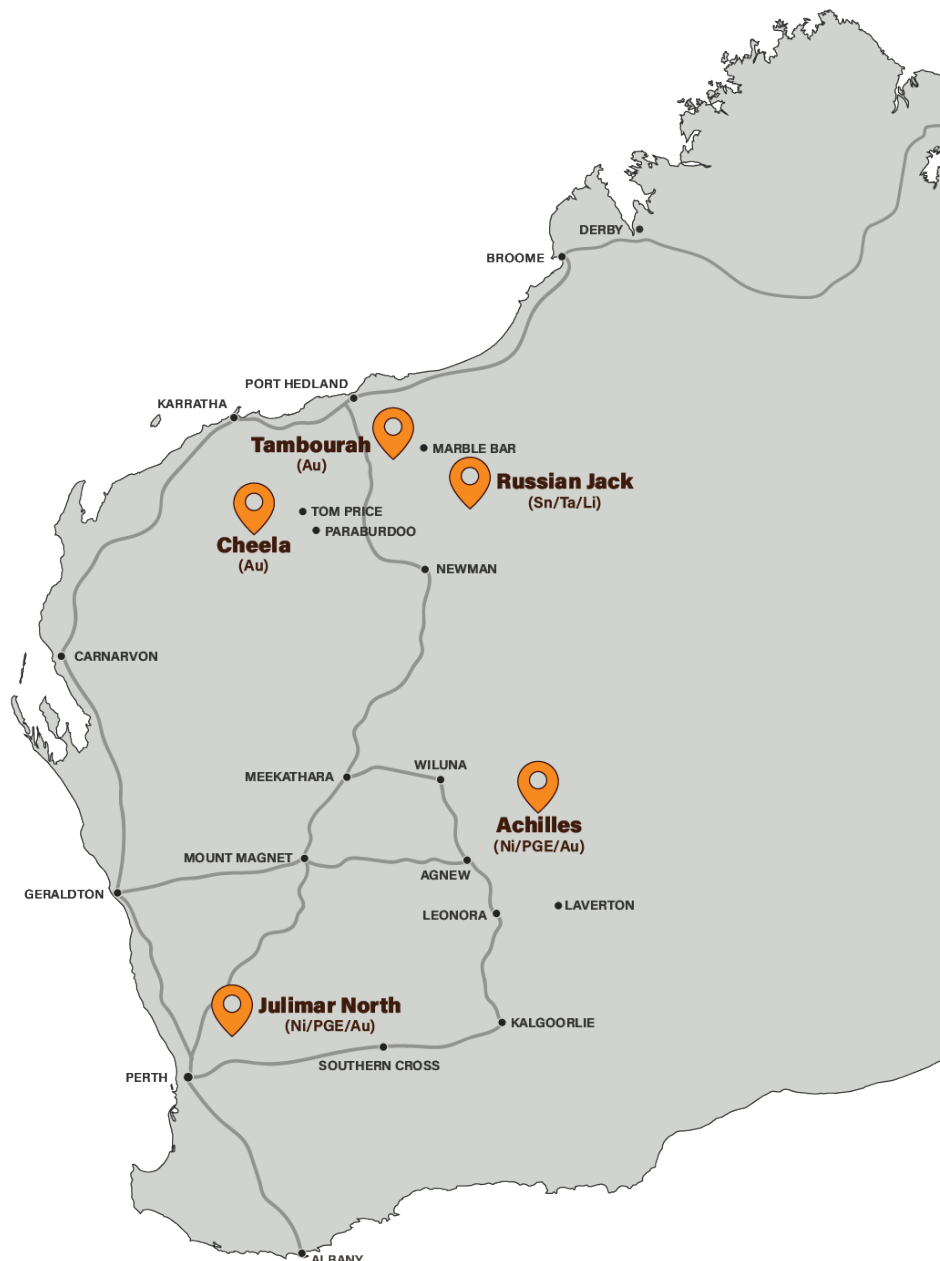 DERBY
BROOME
PORT HEDLAND
KARRATHA
Tambourah
(Au)
MARBLE BAR
Russian Jack
(Sn/Ta/Li)
TOM PRICE
PARABURDOO
Cheela
(Au)
NEWMAN
CARNARVON
MEEKATHARA
WILUNA
Achilles
(Ni/PGE/Au)
MOUNT MAGNET
AGNEW
GERALDTON
LEONORA
LAVERTON
Julimar North
(Ni/PGE/Au)
KALGOORLIE
SOUTHERN CROSS
PERTH
ALBANY